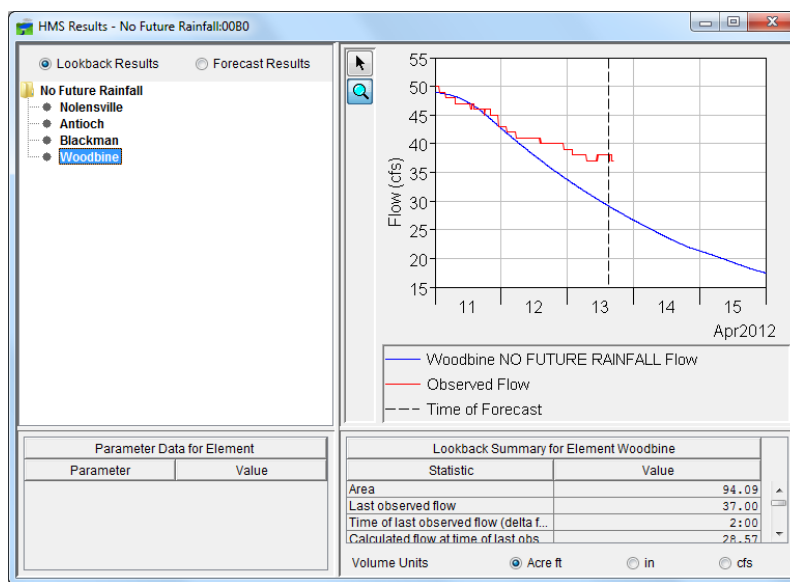 HMS Results - No Future Rainfall:00B0
Lookback Results Forecast Results
No Future Rainfall
Nolensville
Antioch
Blackman
Woodbine
55
50
45
40
35
30
25
20
15
Flow (cfs)
11 12 13 14 15
Apr2012
Woodbine NO FUTURE RAINFALL Flow
Observed Flow
Time of Forecast
Parameter Data for Element
Parameter Value
Lookback Summary for Element Woodbine
Statistic Value
Area 94.09
Last observed flow 37.00
Time of last observed flow (delta f... 2:00
Calculated flow at time of last obs 28.57
Volume Units Acre ft in cfs